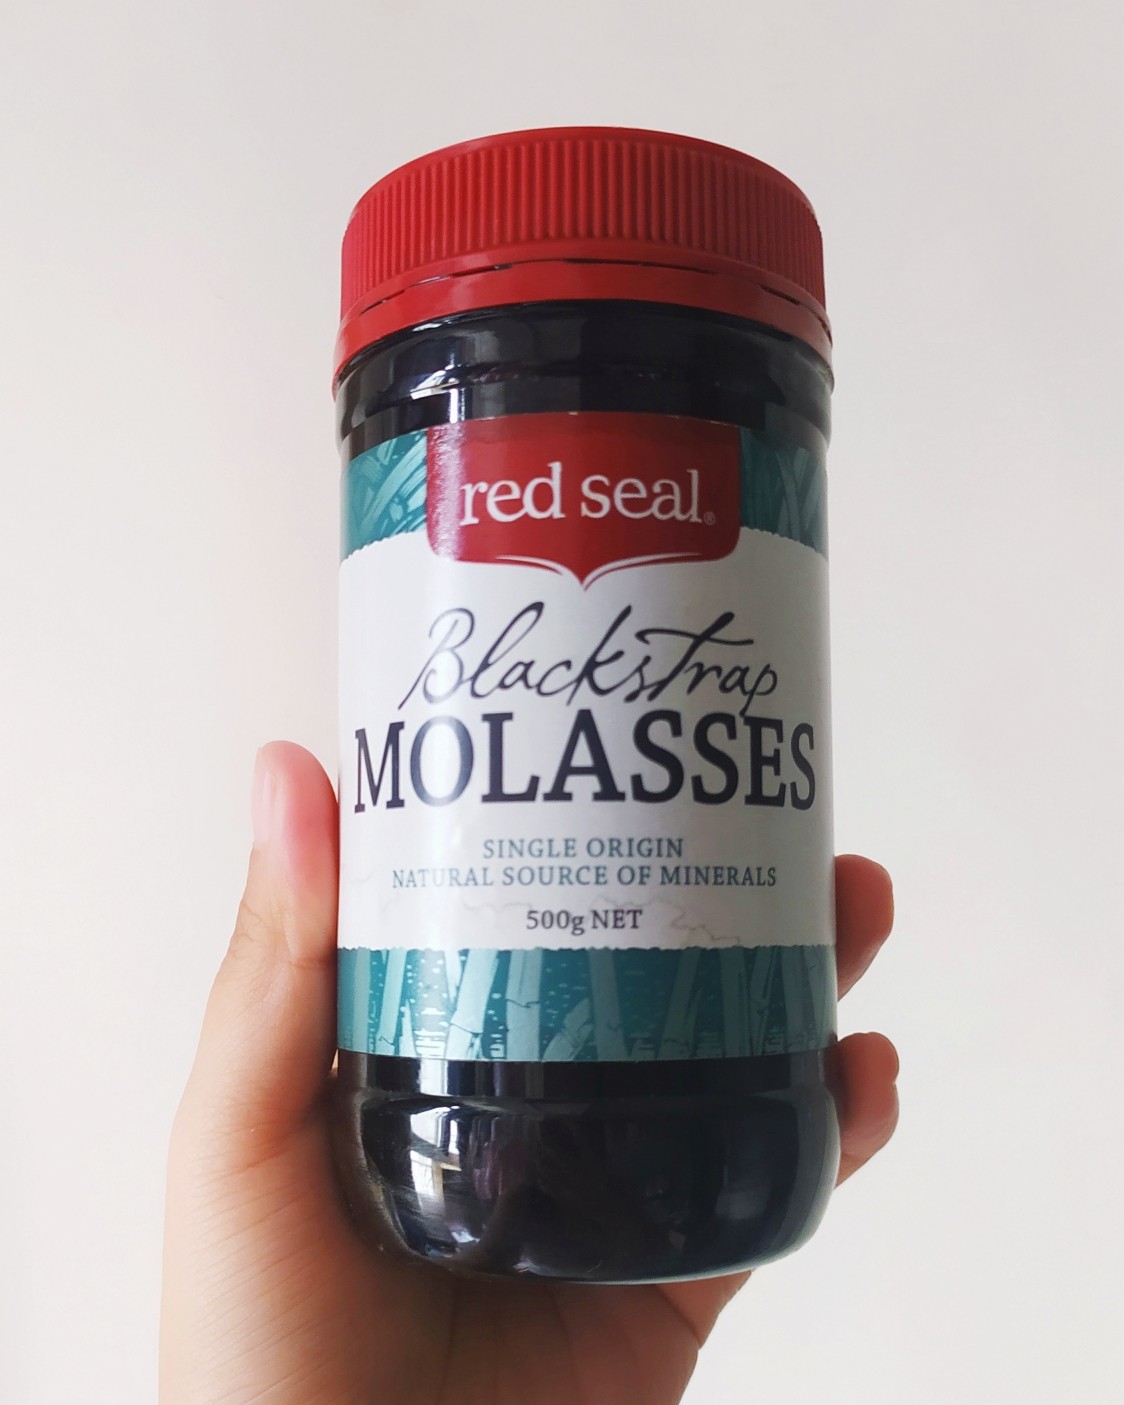 red seal®
Blackstrap
MOLASSES
SINGLE ORIGIN
NATURAL SOURCE OF MINERALS
500g NET